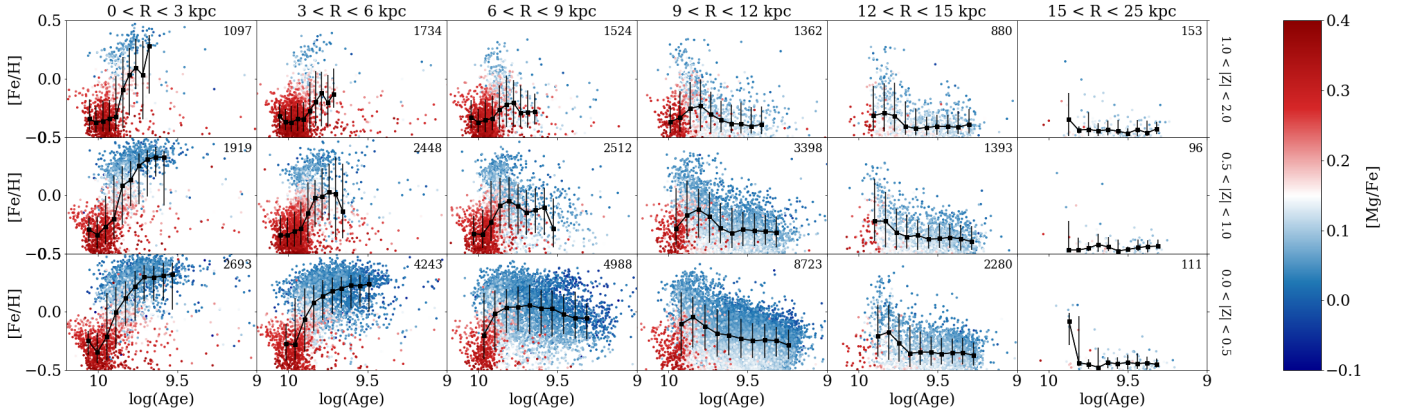 0 < R < 3 kpc 3 < R < 6 kpc 6 < R < 9 kpc 9 < R < 12 kpc 12 < R < 15 kpc 15 < R < 25 kpc
0.5 1097 1734 1524 1362 880 153 0.4
[Fe/H] 0.0 1.0 < |Z| < 2.0
−0.5 0.3
0.5 1919 2448 2512 3398 1393 96
[Fe/H] 0.0 0.5 < |Z| < 1.0 0.2 [Mg/Fe]
−0.5 0.1
0.5 2693 4243 4988 8723 2280 111
[Fe/H] 0.0 0.0 < |Z| < 0.5 0.0
−0.5 −0.1
10 9.5 10 9.5 10 9.5 10 9.5 10 9.5 10 9.5 9
9
log(Age) log(Age) log(Age) log(Age) log(Age) log(Age)